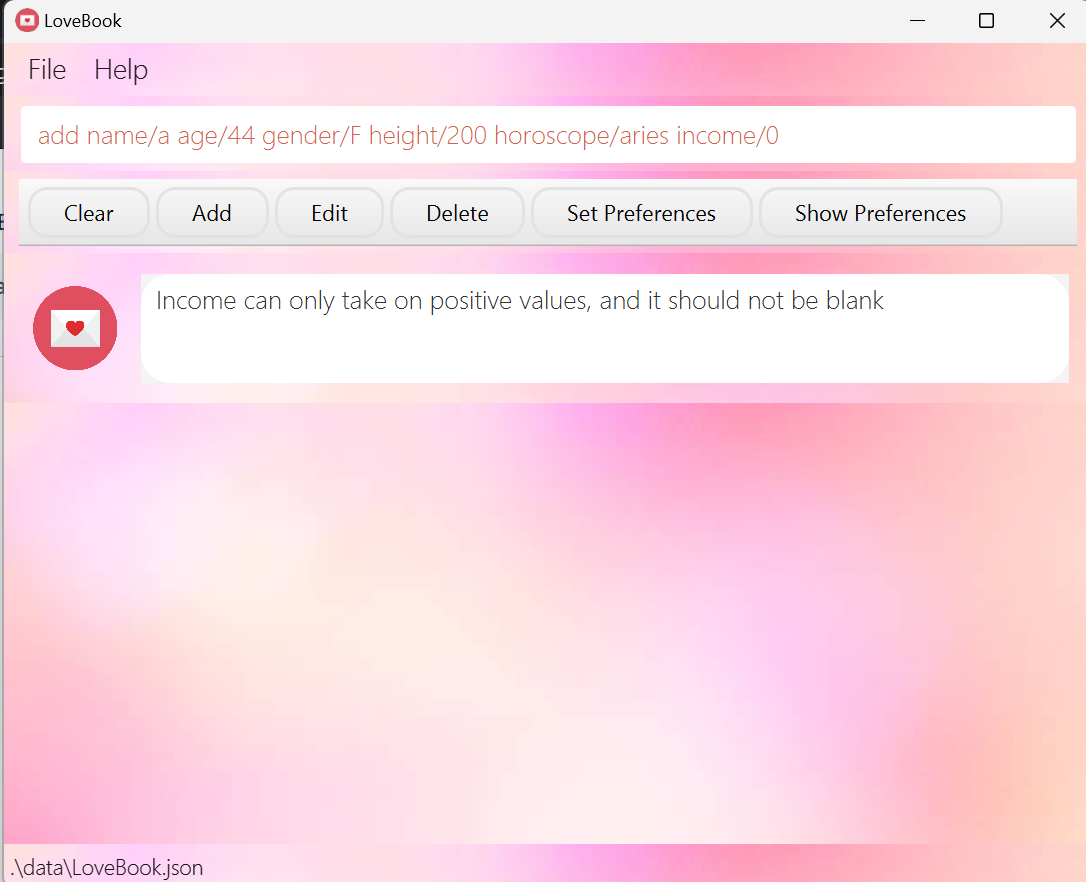 LoveBook
File Help
add name/a age/44 gender/F height/200 horoscope/aries income/0
Clear Add Edit Delete Set Preferences Show Preferences
Income can only take on positive values, and it should not be blank
.\data\LoveBook.json